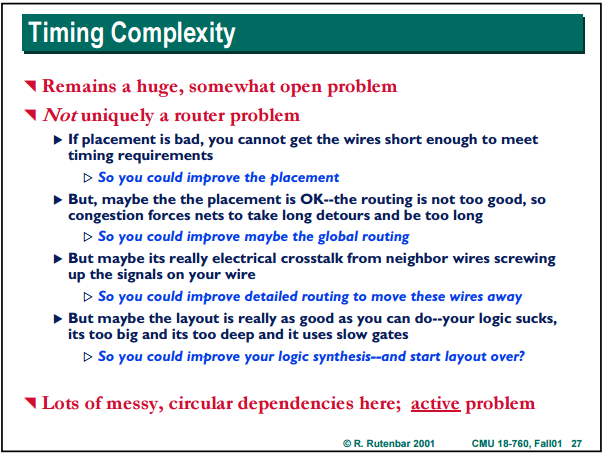 Timing Complexity
Remains a huge, somewhat open problem
Not uniquely a router problem
If placement is bad, you cannot get the wires short enough to meet
timing requirements
So you could improve the placement
But, maybe the the placement is OK--the routing is not too good, so
congestion forces nets to take long detours and be too long
So you could improve maybe the global routing
But maybe its really electrical crosstalk from neighbor wires screwing
up the signals on your wire
So you could improve detailed routing to move these wires away
But maybe the layout is really as good as you can do--your logic sucks,
its too big and its too deep and it uses slow gates
So you could improve your logic synthesis--and start layout over?
Lots of messy, circular dependencies here; active problem
© R. Rutenbar 2001 CMU 18-760, Fall01 27